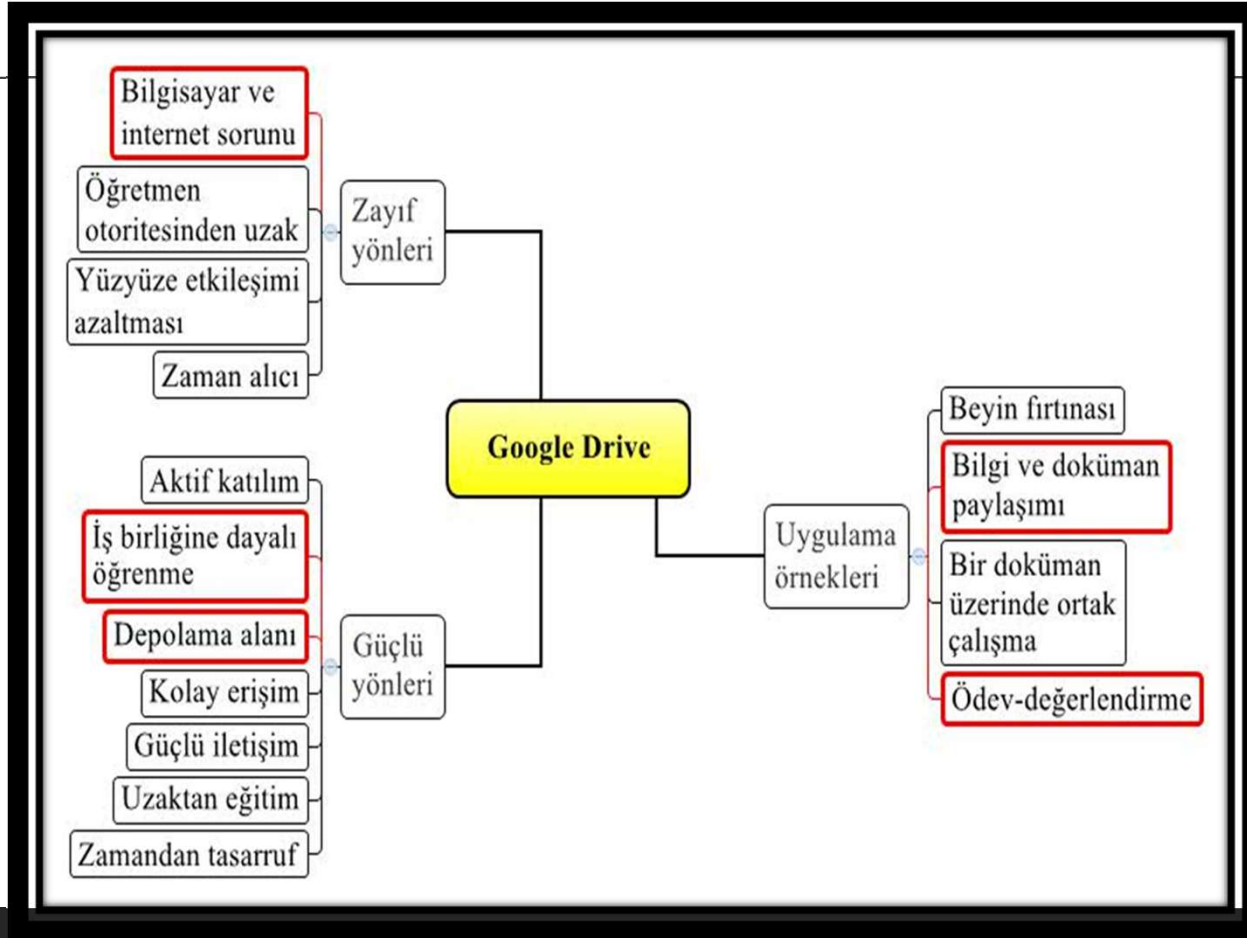 Bilgisayar ve
internet sorunu
Öğretmen
otoritesinden uzak
Yüzyüze etkileşimi
azaltması
Zaman alıcı
Zayıf
yönleri
Google Drive
Aktif katılım
İş birliğine dayalı
öğrenme
Depolama alanı
Kolay erişim
Güçlü iletişim
Uzaktan eğitim
Zamandan tasarruf
Güçlü
yönleri
Uygulama
örnekleri
Beyin fırtınası
Bilgi ve doküman
paylaşımı
Bir doküman
üzerinde ortak
çalışma
Ödev-değerlendirme